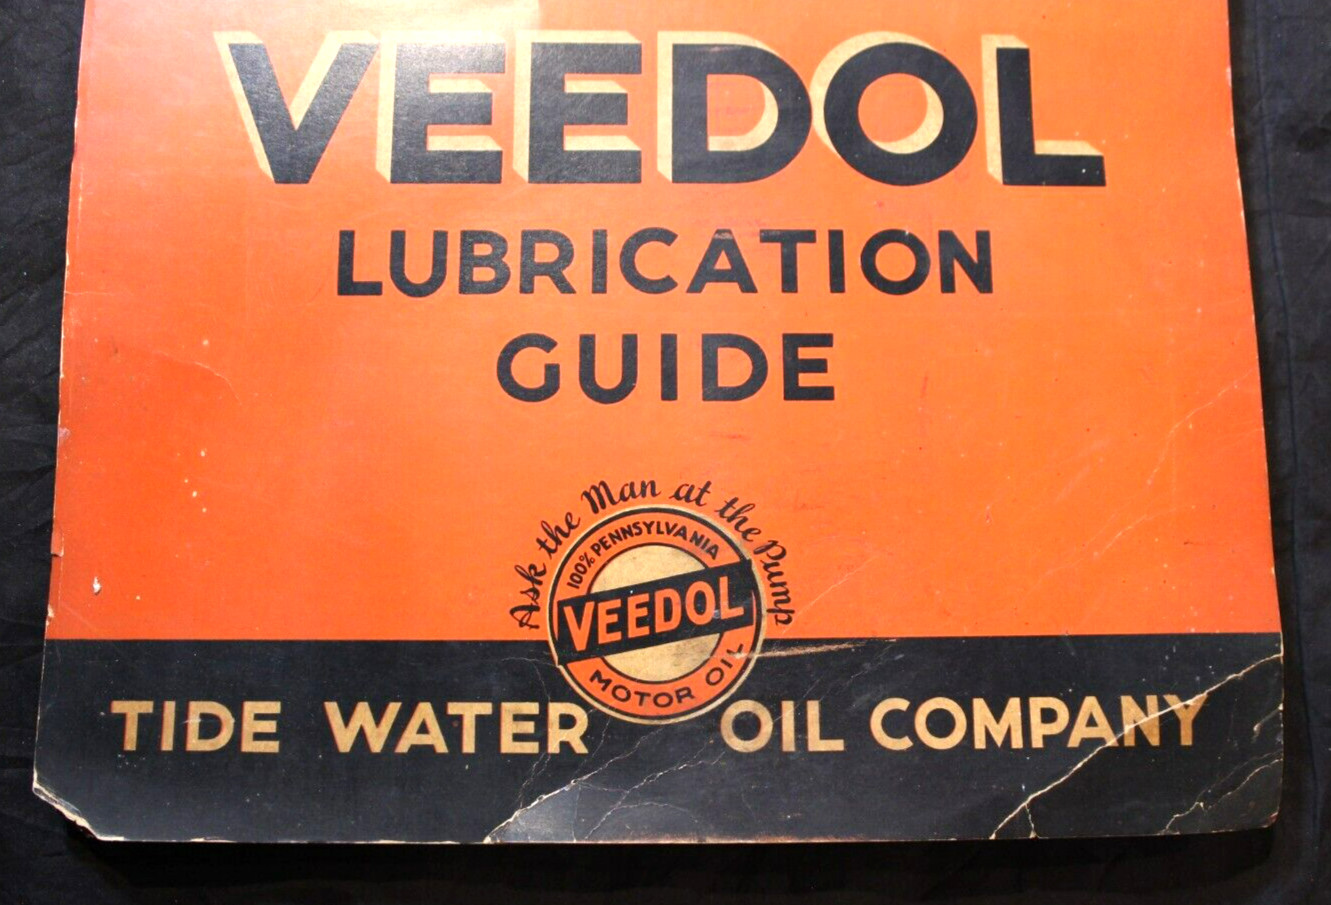 VEEDOL
LUBRICATION
GUIDE
Ask the Man at the Pump
100% PENNSYLVANIA
VEEDOL
MOTOR OIL
TIDE WATER OIL COMPANY